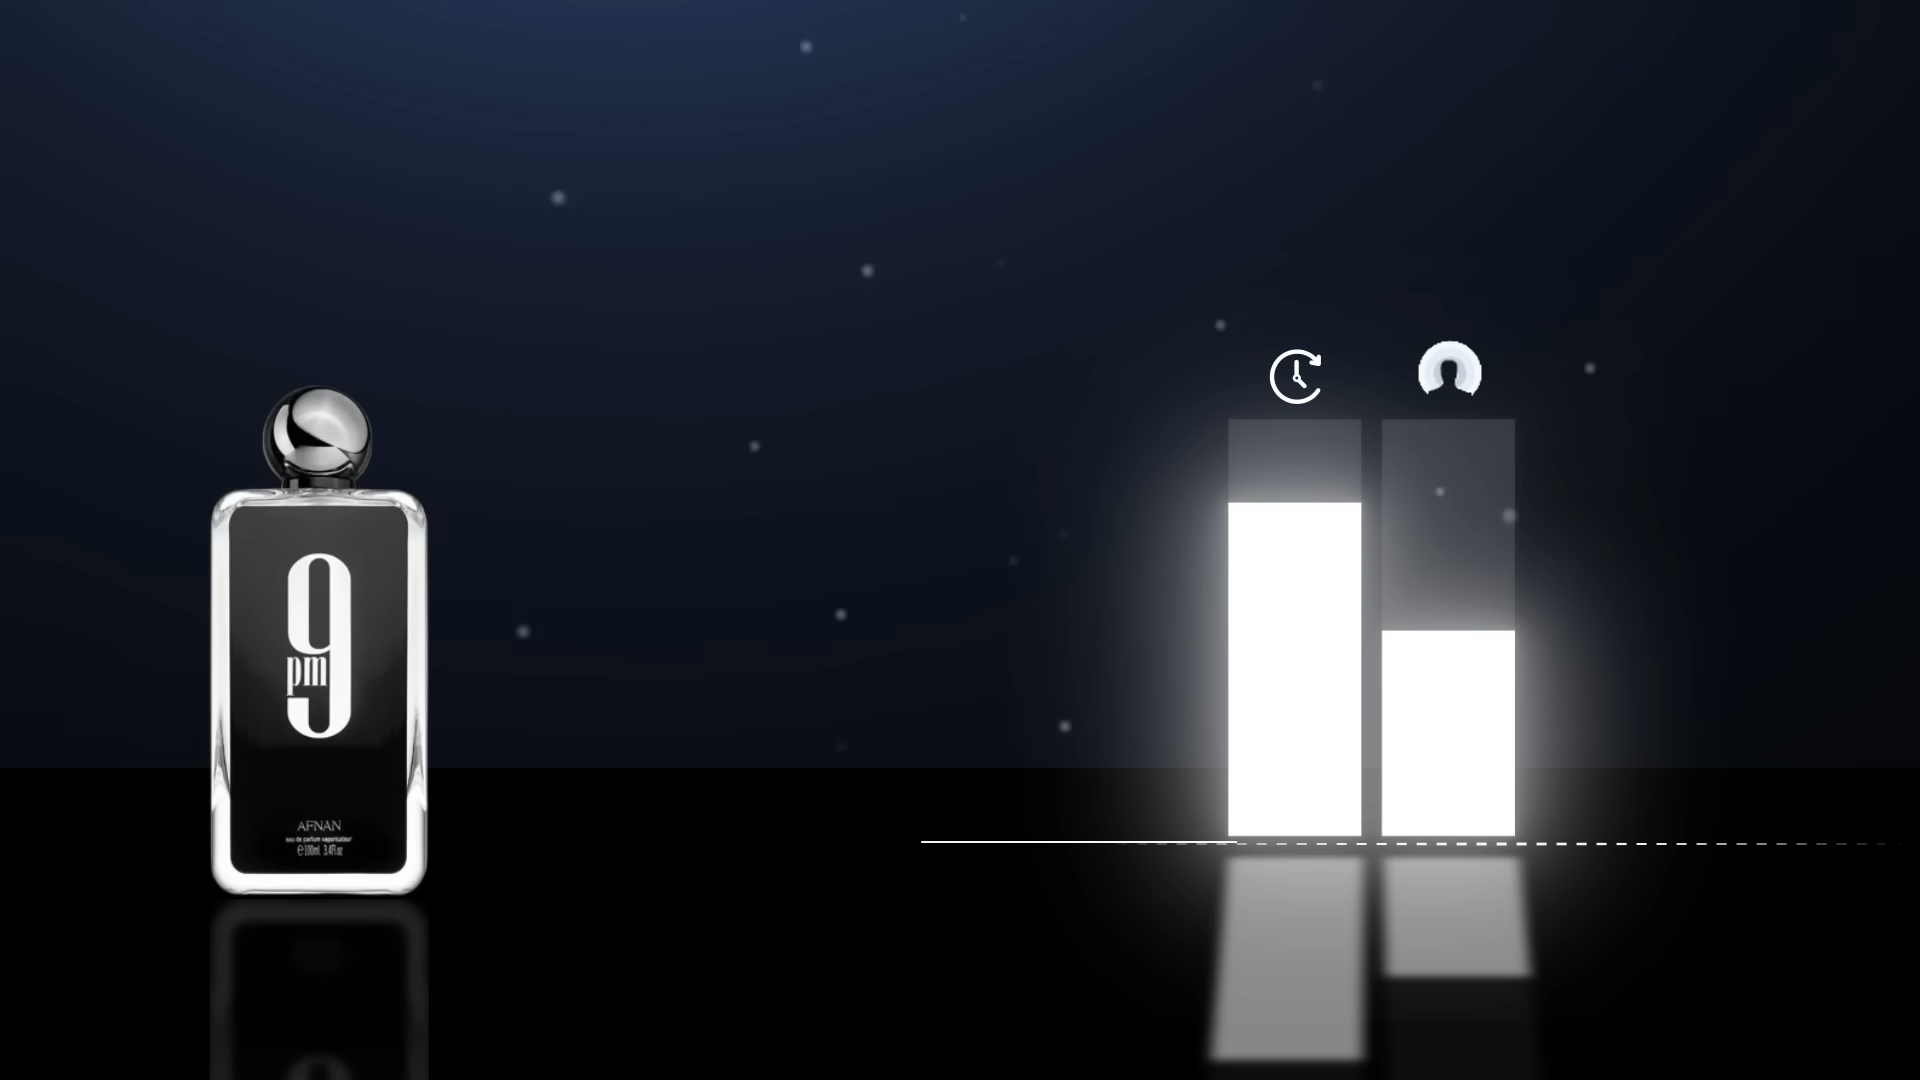 9
pm
AFNAN
eau de parfum vaporisateur
℮100ml. 3.4Fl.oz